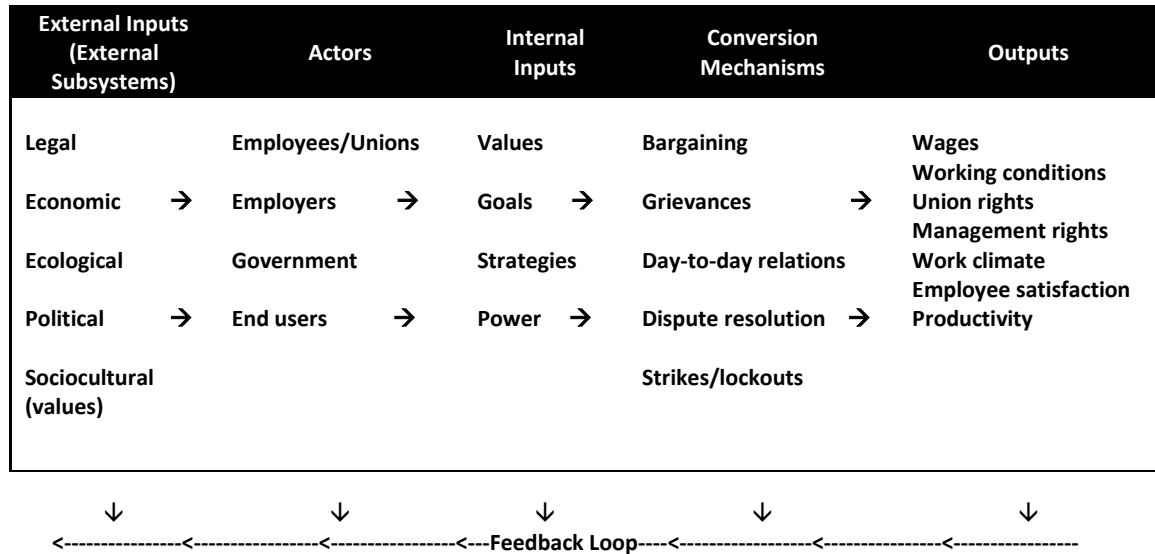 External Inputs (External Subsystems) Actors Internal Inputs Conversion Mechanisms Outputs
Legal Employees/Unions Values Bargaining Wages
Working conditions
Economic → Employers → Goals → Grievances → Union rights
Management rights
Ecological Government Strategies Day-to-day relations Work climate
Employee satisfaction
Political → End users → Power → Dispute resolution → Productivity
Sociocultural Strikes/lockouts
(values)
↓ ↓ ↓ ↓ ↓
<----------------<-----------------<-----------------<---Feedback Loop----<------------------<----------------<-----------------